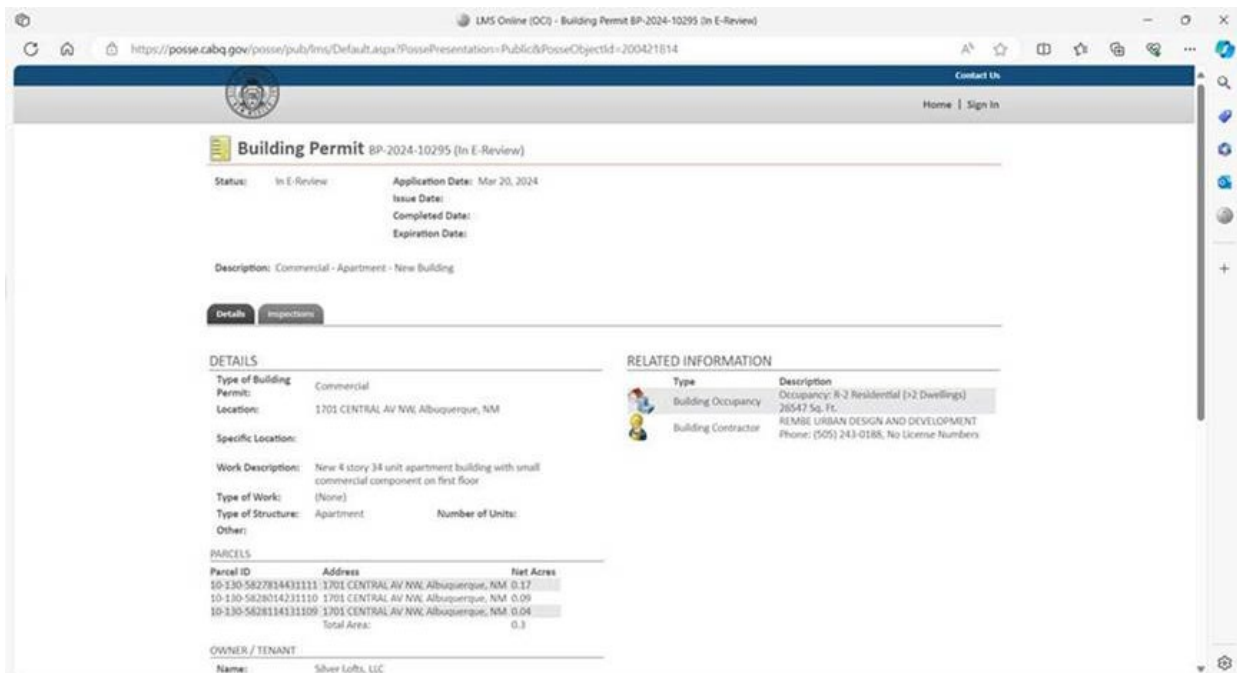 LMS Online (OCI) - Building Permit BP-2024-10295 (In E-Review)
https://posse.cabq.gov/posse/pub/lms/Default.aspx?PossePresentation=Public&PosseObjectId=200421814
Contact Us
Home | Sign In
Building Permit BP-2024-10295 (In E-Review)
Status: In E-Review Application Date: Mar 20, 2024
Issue Date:
Completed Date:
Expiration Date:
Description: Commercial - Apartment - New Building
Details Inspections
DETAILS
Type of Building Permit: Commercial
Location: 1701 CENTRAL AV NW, Albuquerque, NM
Specific Location:
Work Description: New 4 story 34 unit apartment building with small
commercial component on first floor
Type of Work: (None)
Type of Structure: Apartment Number of Units:
Other:
PARCELS
Parcel ID Address Net Acres
10-130-5827814431111 1701 CENTRAL AV NW, Albuquerque, NM 0.17
10-130-5828014231110 1701 CENTRAL AV NW, Albuquerque, NM 0.09
10-130-5828114131109 1701 CENTRAL AV NW, Albuquerque, NM 0.04
Total Area: 0.3
OWNER / TENANT
Name: Silver Lofts, LLC
RELATED INFORMATION
Type Description
Building Occupancy Occupancy: R-2 Residential (>2 Dwellings)
26547 Sq. Ft.
Building Contractor REMBE URBAN DESIGN AND DEVELOPMENT
Phone: (505) 243-0188, No License Numbers